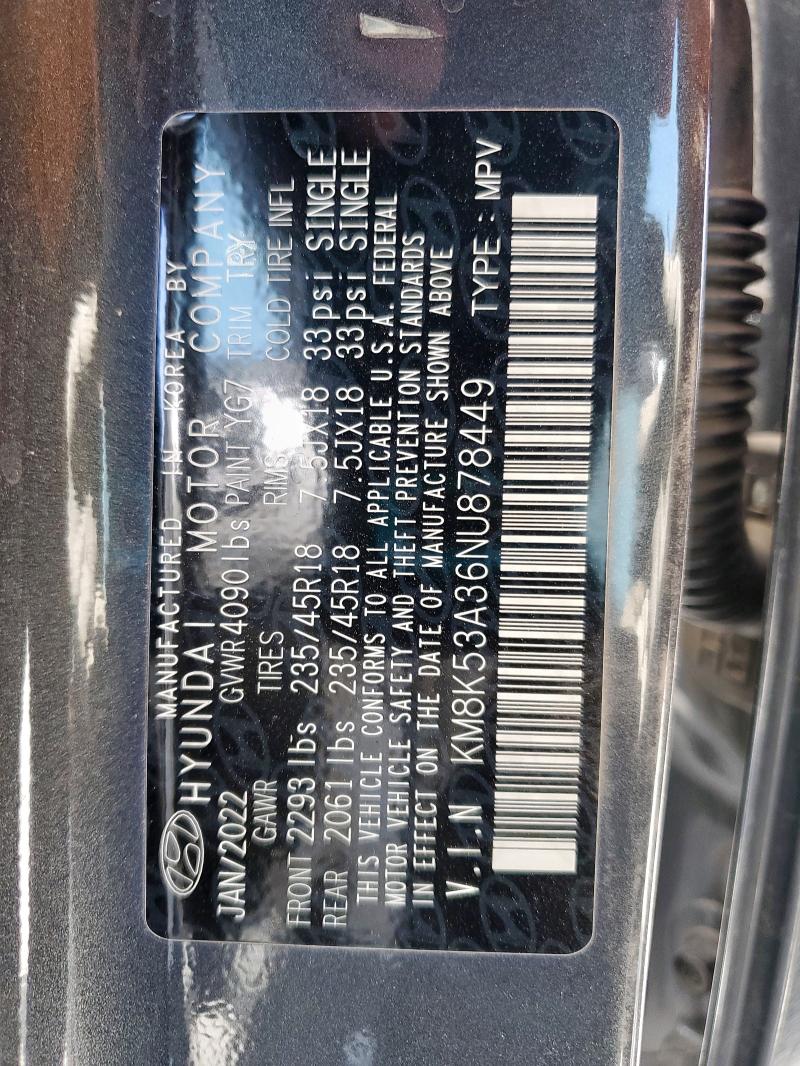 MANUFACTURED IN KOREA BY
HYUNDAI MOTOR COMPANY
JAN/2022 GVWR 4090 lbs PAINT YG7 TRIM TRY
GAWR TIRES RIMS COLD TIRE INFL
FRONT 2293 lbs 235/45R18 7.5JX18 33psi SINGLE
REAR 2061 lbs 235/45R18 7.5JX18 33psi SINGLE
THIS VEHICLE CONFORMS TO ALL APPLICABLE U.S.A. FEDERAL
MOTOR VEHICLE SAFETY AND THEFT PREVENTION STANDARDS
IN EFFECT ON THE DATE OF MANUFACTURE SHOWN ABOVE
V.I.N KM8K53A36NU878449 TYPE : MPV